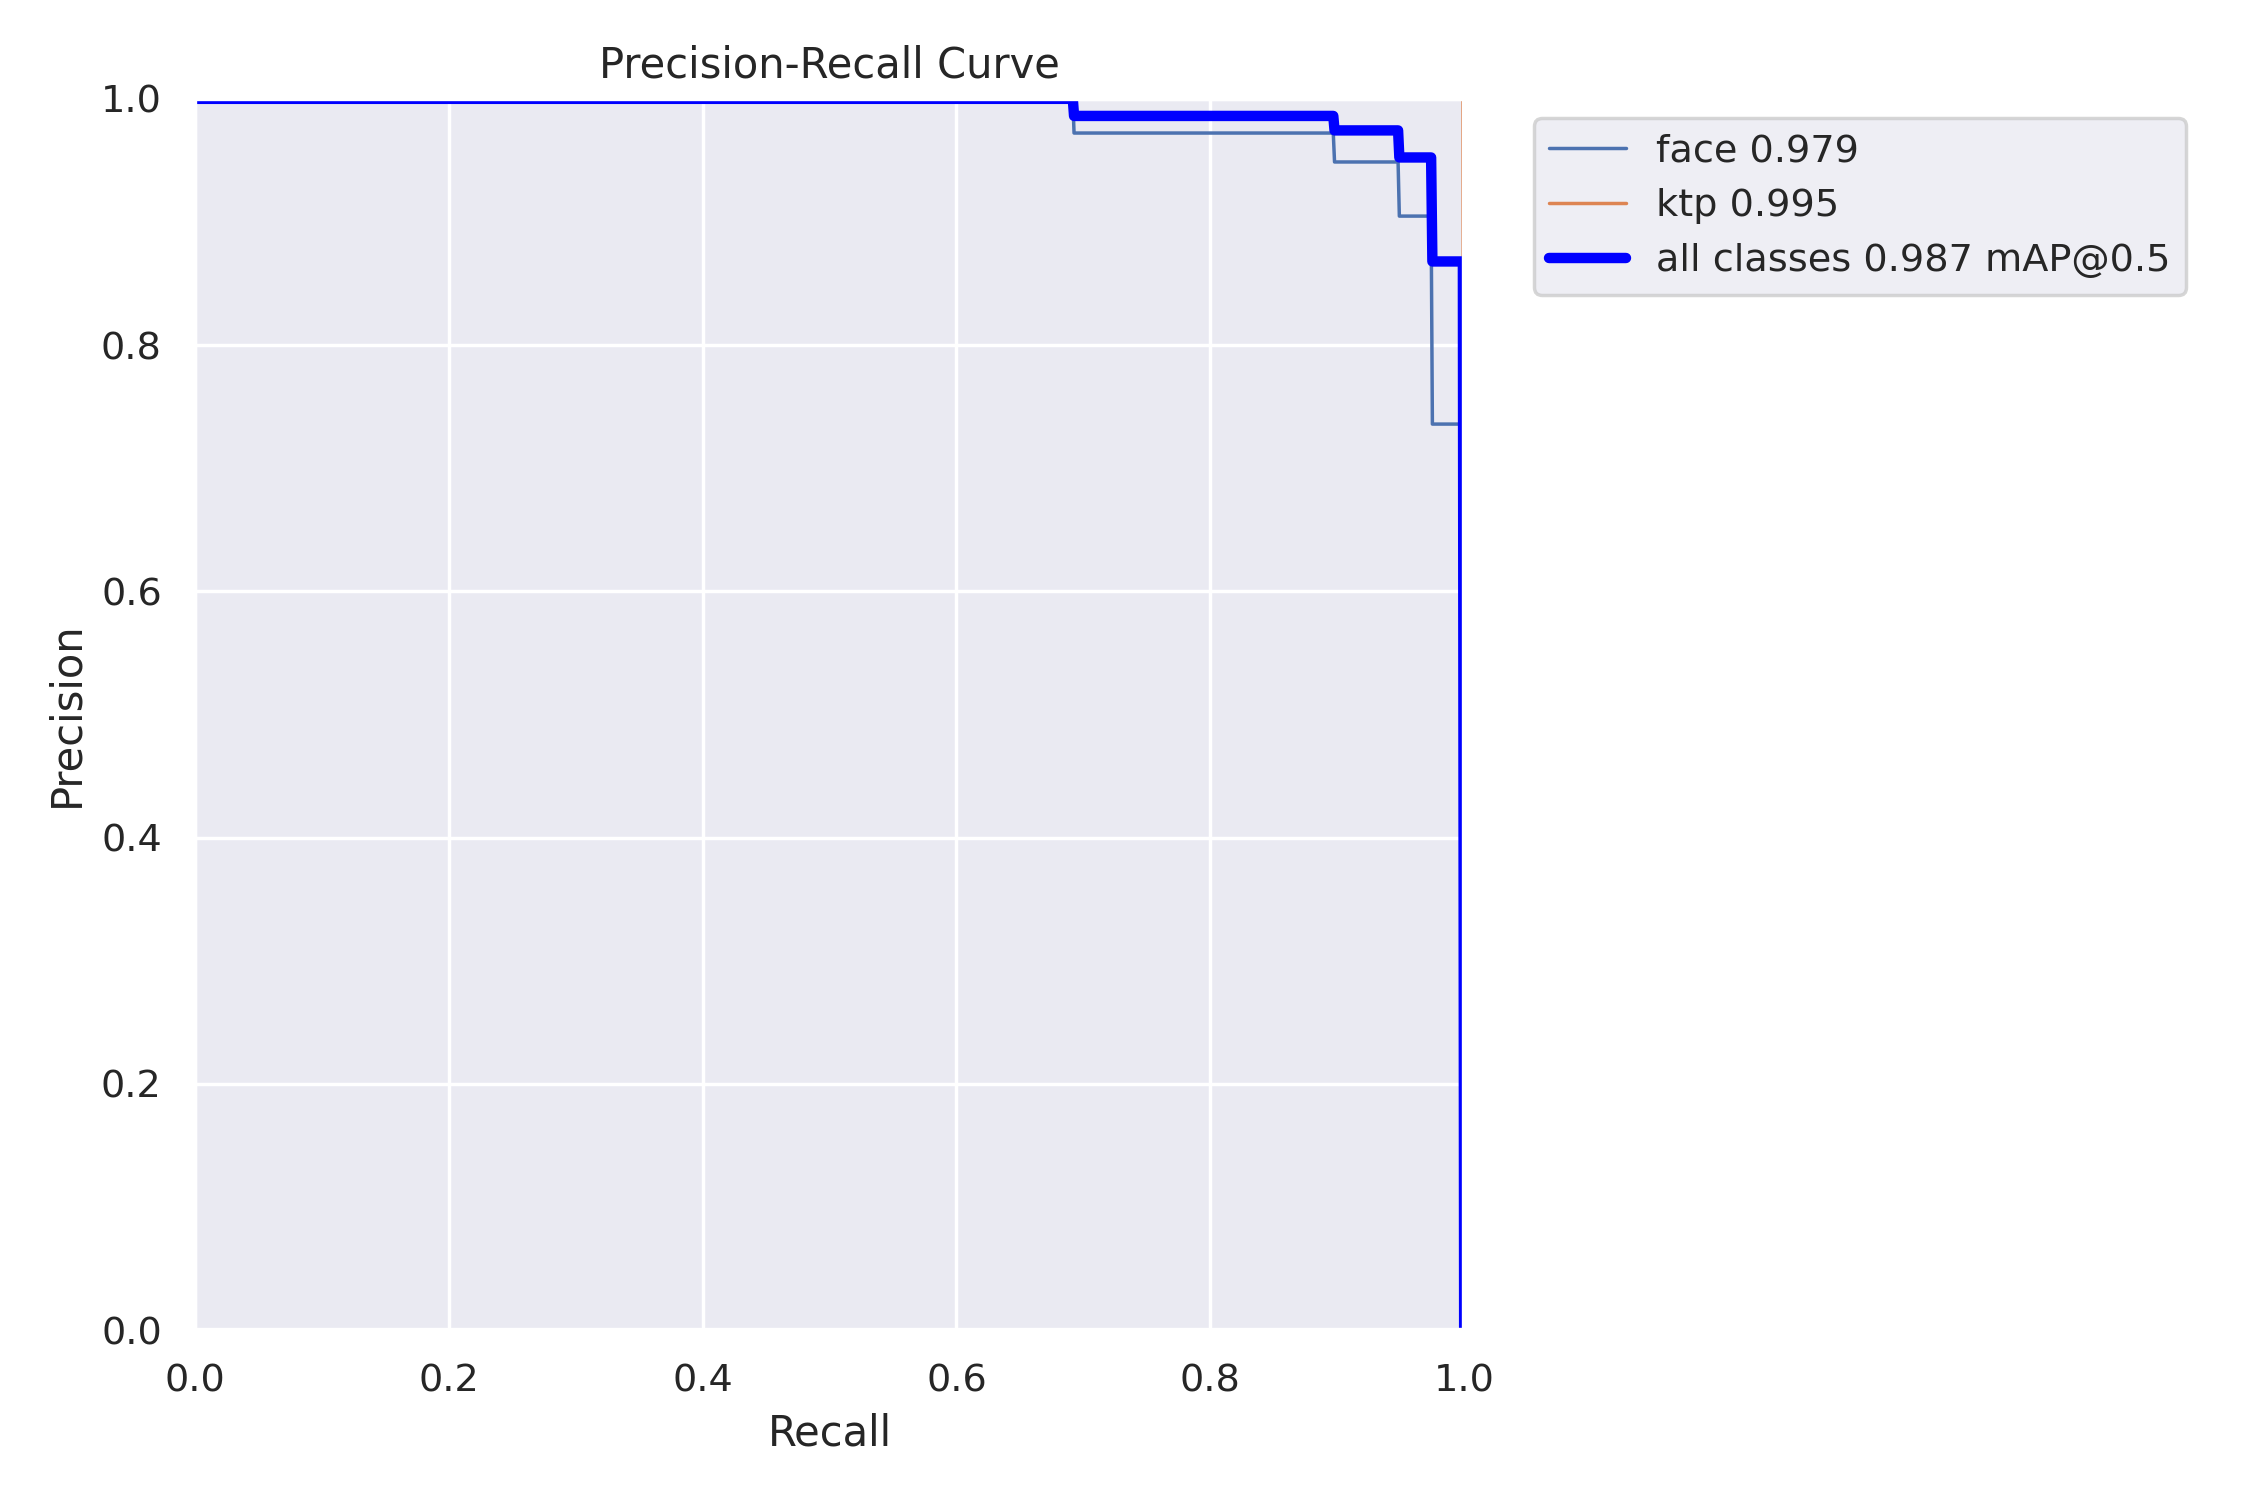 Precision-Recall Curve
1.0
0.8
0.6
0.4
0.2
0.0
Precision
0.0 0.2 0.4 0.6 0.8 1.0
Recall
face 0.979
ktp 0.995
all classes 0.987 mAP@0.5